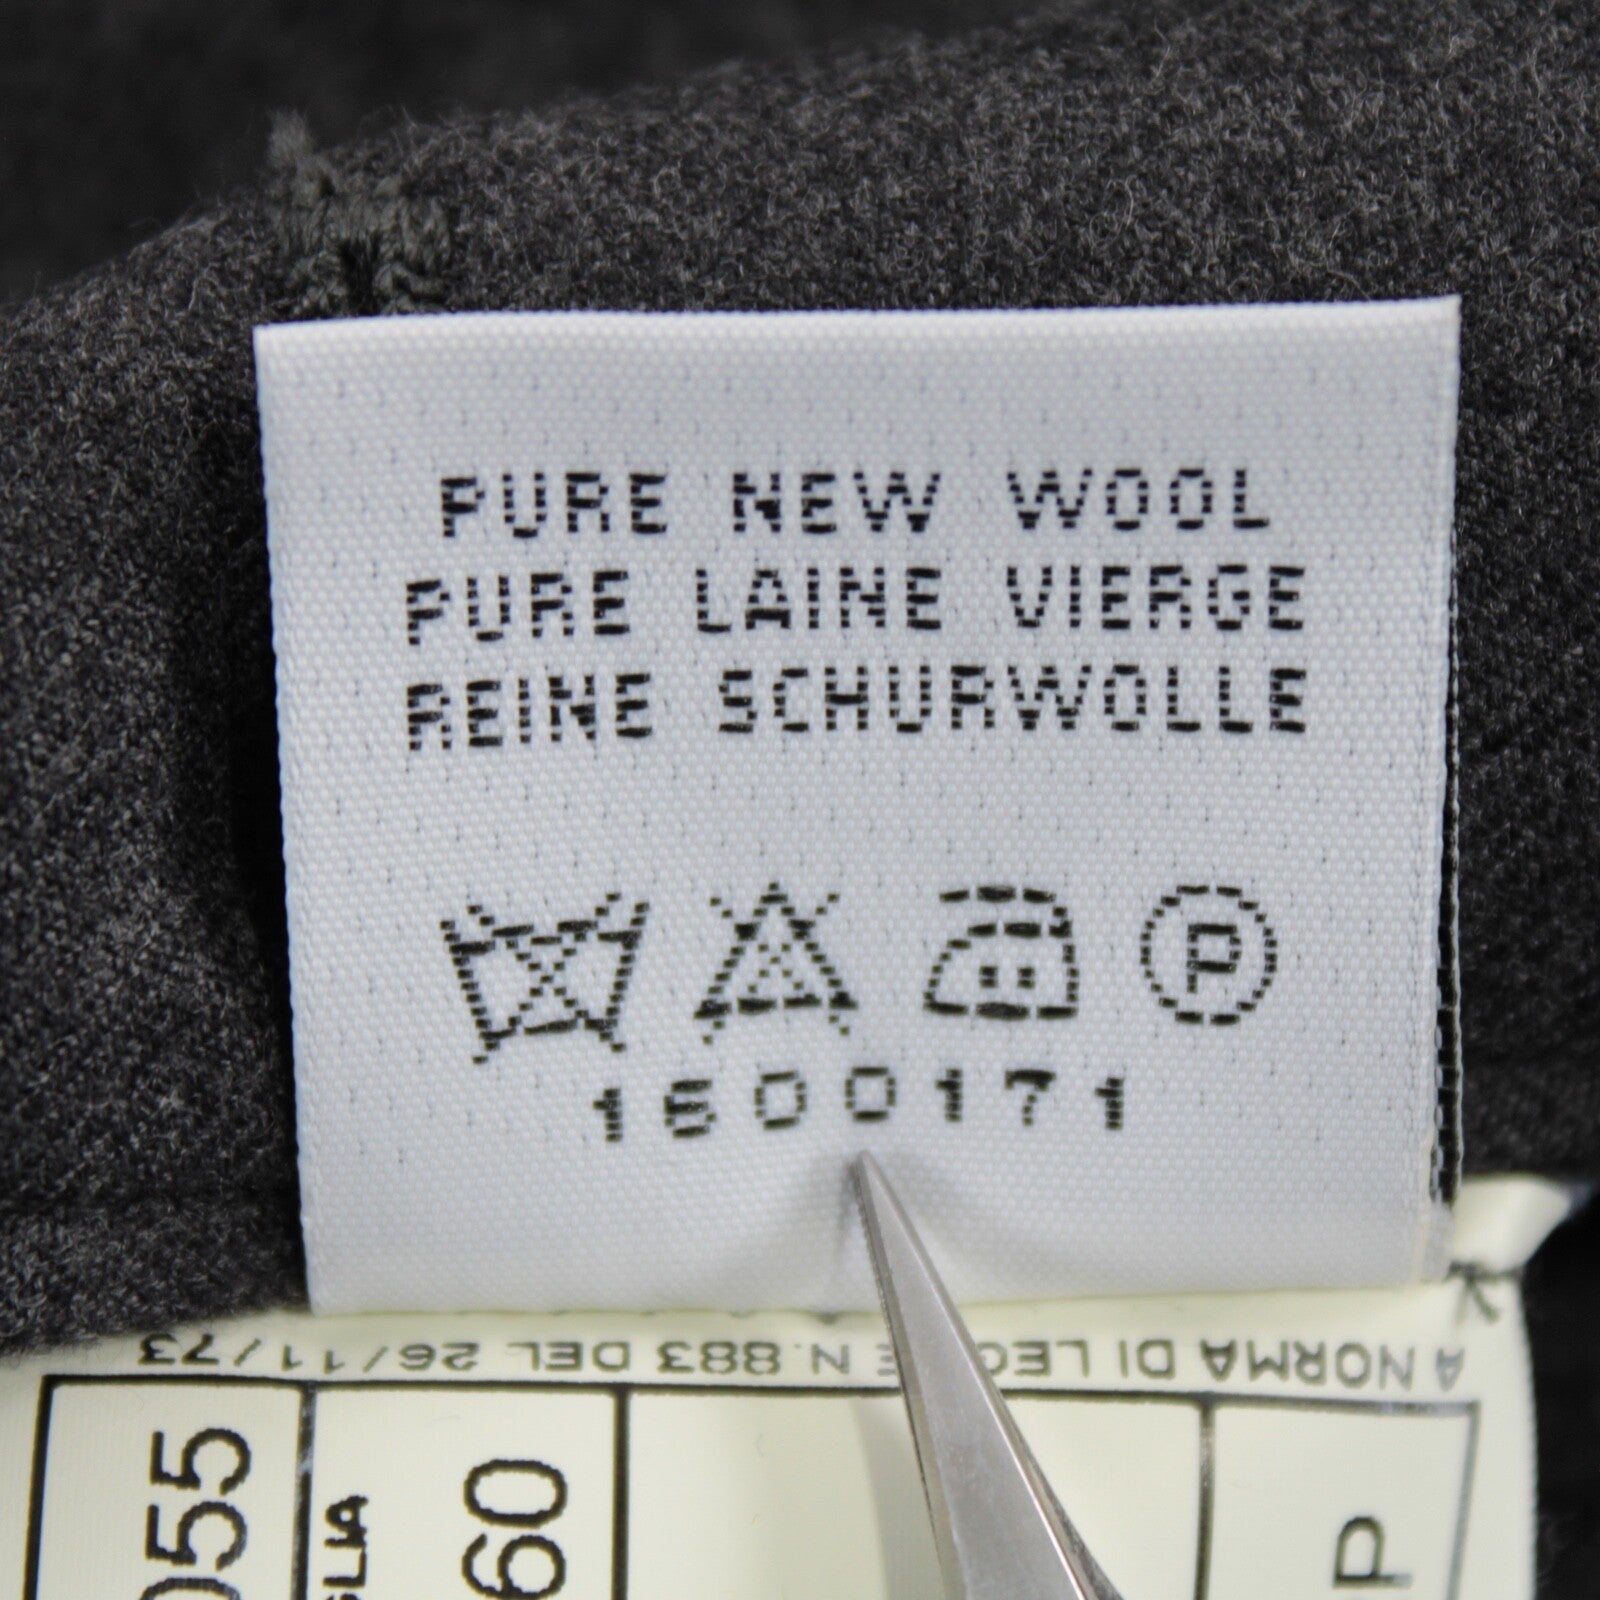 PURE NEW WOOL
PURE LAINE VIERGE
REINE SCHURWOLLE
P
1600171
A NORMA DI LEGGE N. 883 DEL 26/11/73
055
GLIA
60
P